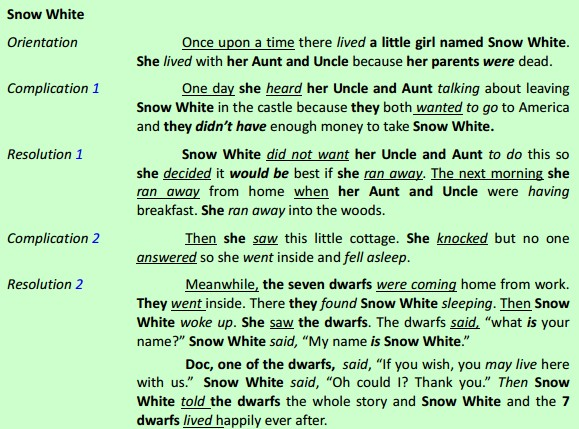 Snow White
Orientation Once upon a time there lived a little girl named Snow White.
She lived with her Aunt and Uncle because her parents were dead.
Complication 1 One day she heard her Uncle and Aunt talking about leaving
Snow White in the castle because they both wanted to go to America
and they didn’t have enough money to take Snow White.
Resolution 1 Snow White did not want her Uncle and Aunt to do this so
she decided it would be best if she ran away. The next morning she
ran away from home when her Aunt and Uncle were having
breakfast. She ran away into the woods.
Complication 2 Then she saw this little cottage. She knocked but no one
answered so she went inside and fell asleep.
Resolution 2 Meanwhile, the seven dwarfs were coming home from work.
They went inside. There they found Snow White sleeping. Then Snow
White woke up. She saw the dwarfs. The dwarfs said, “what is your
name?” Snow White said, “My name is Snow White.”
Doc, one of the dwarfs, said, “If you wish, you may live here
with us.” Snow White said, “Oh could I? Thank you.” Then Snow
White told the dwarfs the whole story and Snow White and the 7
dwarfs lived happily ever after.